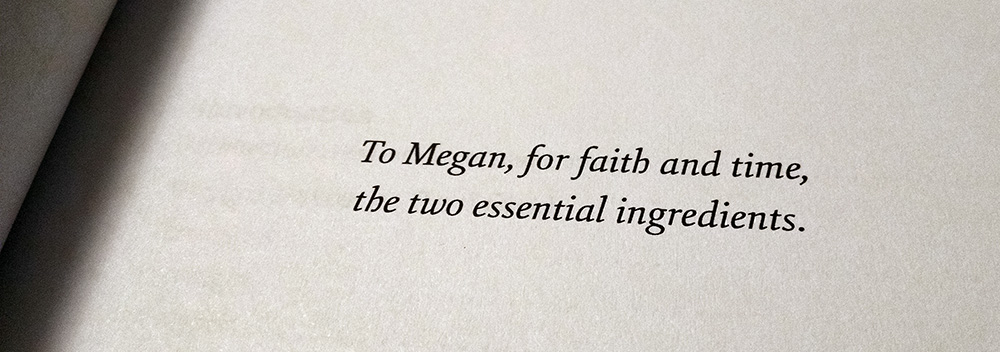 To Megan, for faith and time,
the two essential ingredients.